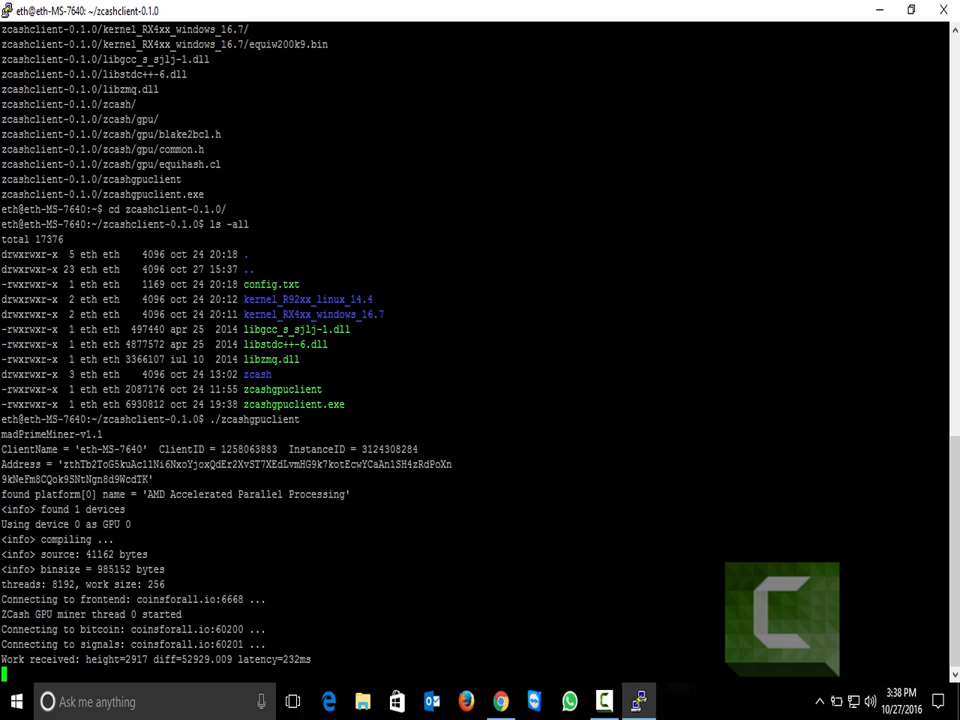 eth@eth-MS-7640: ~/zcashclient-0.1.0
zcashclient-0.1.0/kernel_RX4xx_windows_16.7/
zcashclient-0.1.0/kernel_RX4xx_windows_16.7/equiw200k9.bin
zcashclient-0.1.0/libgcc_s_sjlj-1.dll
zcashclient-0.1.0/libstdc++-6.dll
zcashclient-0.1.0/libzmq.dll
zcashclient-0.1.0/zcash/
zcashclient-0.1.0/zcash/gpu/
zcashclient-0.1.0/zcash/gpu/blake2bcl.h
zcashclient-0.1.0/zcash/gpu/common.h
zcashclient-0.1.0/zcash/gpu/equihash.cl
zcashclient-0.1.0/zcashgpuclient
zcashclient-0.1.0/zcashgpuclient.exe
eth@eth-MS-7640:~$ cd zcashclient-0.1.0/
eth@eth-MS-7640:~/zcashclient-0.1.0$ ls -all
total 17376
drwxrwxr-x  5 eth eth    4096 oct 24 20:18 .
drwxrwxr-x 23 eth eth    4096 oct 27 15:37 ..
-rwxrwxr-x  1 eth eth    1169 oct 24 20:18 config.txt
drwxrwxr-x  2 eth eth    4096 oct 24 20:12 kernel_R92xx_linux_14.4
drwxrwxr-x  2 eth eth    4096 oct 24 20:11 kernel_RX4xx_windows_16.7
-rwxrwxr-x  1 eth eth  497440 apr 25  2014 libgcc_s_sjlj-1.dll
-rwxrwxr-x  1 eth eth 4877572 apr 25  2014 libstdc++-6.dll
-rwxrwxr-x  1 eth eth 3366107 iul 10  2014 libzmq.dll
drwxrwxr-x  3 eth eth    4096 oct 24 13:02 zcash
-rwxrwxr-x  1 eth eth 2087176 oct 24 11:55 zcashgpuclient
-rwxrwxr-x  1 eth eth 6930812 oct 24 19:38 zcashgpuclient.exe
eth@eth-MS-7640:~/zcashclient-0.1.0$ ./zcashgpuclient
madPrimeMiner-v1.1
ClientName = 'eth-MS-7640'  ClientID = 1258063883  InstanceID = 3124308284
Address = 'zthTb2ToG5kuAc11Ni6NxoYjoxQdEr2XvST7XEdLvmHG9k7kotEcwYCaAn1SH4zRdPoXn
9kNeFm8CQok9SNtNgn8d9WcdTK'
found platform[0] name = 'AMD Accelerated Parallel Processing'
<info> found 1 devices
Using device 0 as GPU 0
<info> compiling ...
<info> source: 41162 bytes
<info> binsize = 985152 bytes
threads: 8192, work size: 256
Connecting to frontend: coinsforall.io:6668 ...
ZCash GPU miner thread 0 started
Connecting to bitcoin: coinsforall.io:60200 ...
Connecting to signals: coinsforall.io:60201 ...
Work received: height=2917 diff=52929.009 latency=232ms
Ask me anything
3:38 PM
10/27/2016